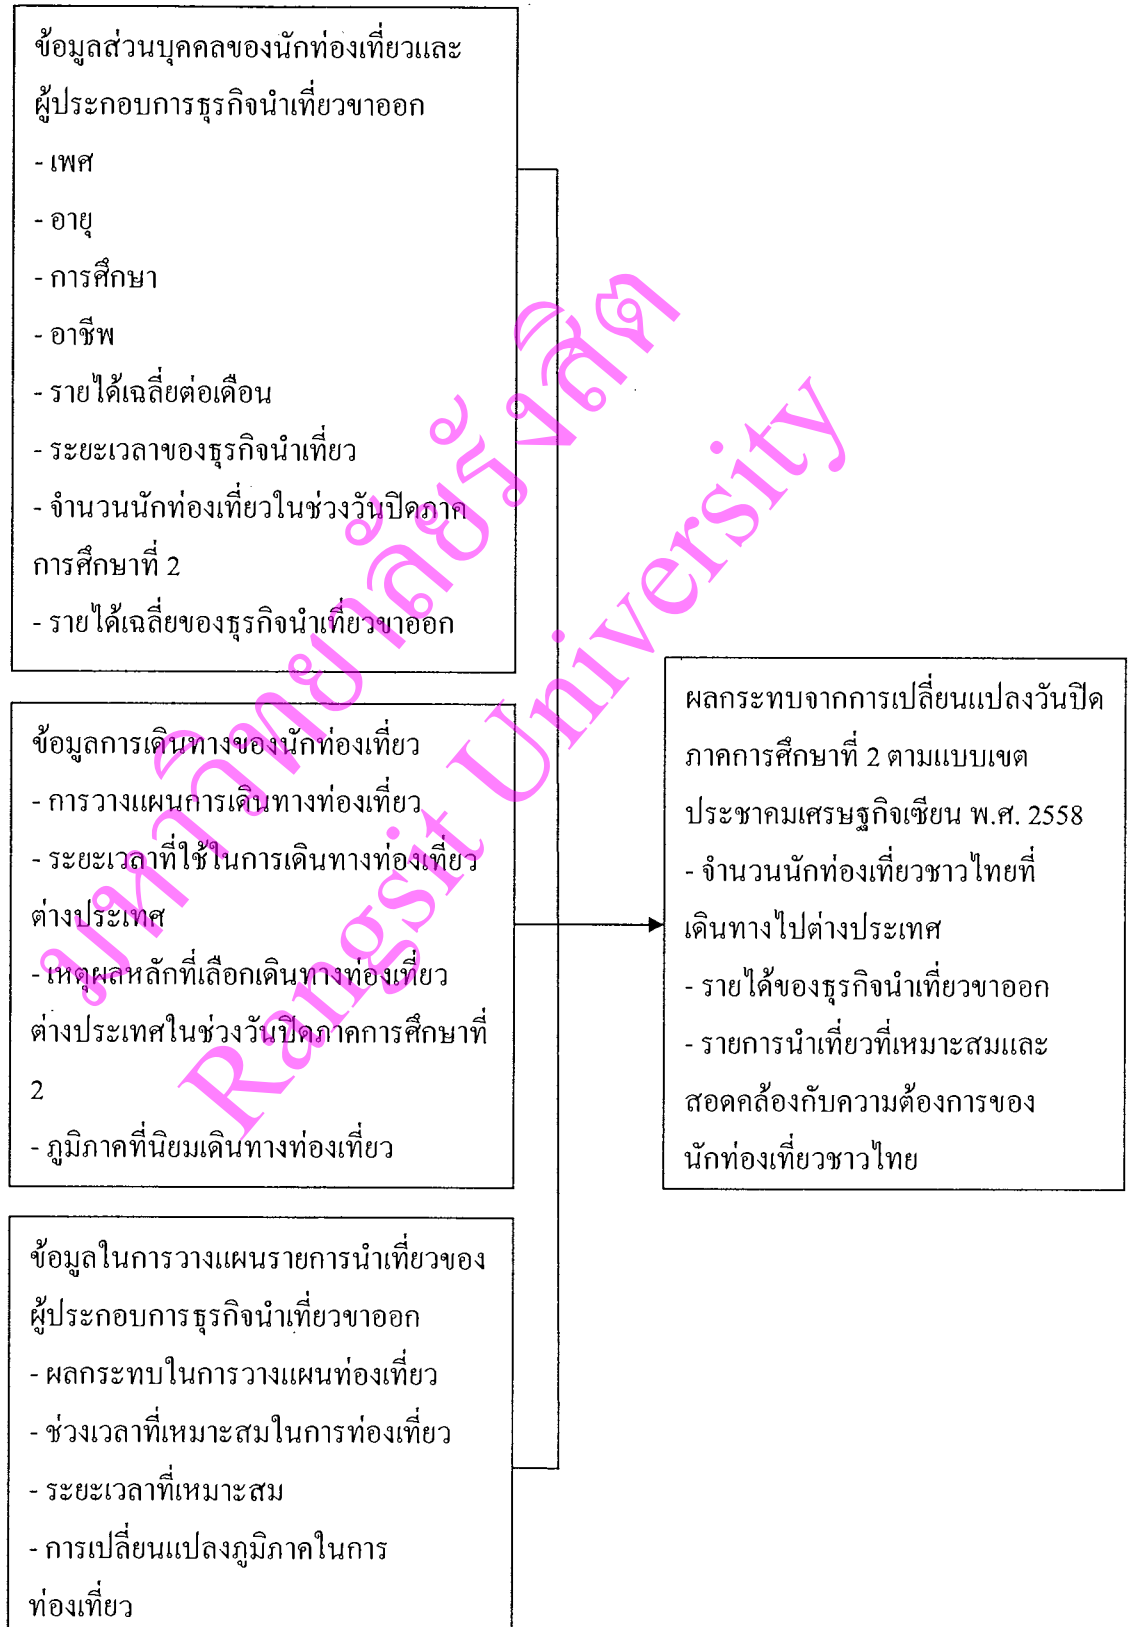 ข้อมูลส่วนบุคคลของนักท่องเที่ยวและ
ผู้ประกอบการธุรกิจนำเที่ยวขาออก
- เพศ
- อายุ
- การศึกษา
- อาชีพ
- รายได้เฉลี่ยต่อเดือน
- ระยะเวลาของธุรกิจนำเที่ยว
- จำนวนนักท่องเที่ยวในช่วงวันปิดภาค
การศึกษาที่ 2
- รายได้เฉลี่ยของธุรกิจนำเที่ยวขาออก
ข้อมูลการเดินทางของนักท่องเที่ยว
- การวางแผนการเดินทางท่องเที่ยว
- ระยะเวลาที่ใช้ในการเดินทางท่องเที่ยว
ต่างประเทศ
- เหตุผลหลักที่เลือกเดินทางท่องเที่ยว
ต่างประเทศในช่วงวันปิดภาคการศึกษาที่
2
- ภูมิภาคที่นิยมเดินทางท่องเที่ยว
ข้อมูลในการวางแผนรายการนำเที่ยวของ
ผู้ประกอบการธุรกิจนำเที่ยวขาออก
- ผลกระทบในการวางแผนท่องเที่ยว
- ช่วงเวลาที่เหมาะสมในการท่องเที่ยว
- ระยะเวลาที่เหมาะสม
- การเปลี่ยนแปลงภูมิภาคในการ
ท่องเที่ยว
ผลกระทบจากการเปลี่ยนแปลงวันปิด
ภาคการศึกษาที่ 2 ตามแบบเขต
ประชาคมเศรษฐกิจเซียน พ.ศ. 2558
- จำนวนนักท่องเที่ยวชาวไทยที่
เดินทางไปต่างประเทศ
- รายได้ของธุรกิจนำเที่ยวขาออก
- รายการนำเที่ยวที่เหมาะสมและ
สอดคล้องกับความต้องการของ
นักท่องเที่ยวชาวไทย
มหาวิทยาลัยรังสิต
Rangsit University